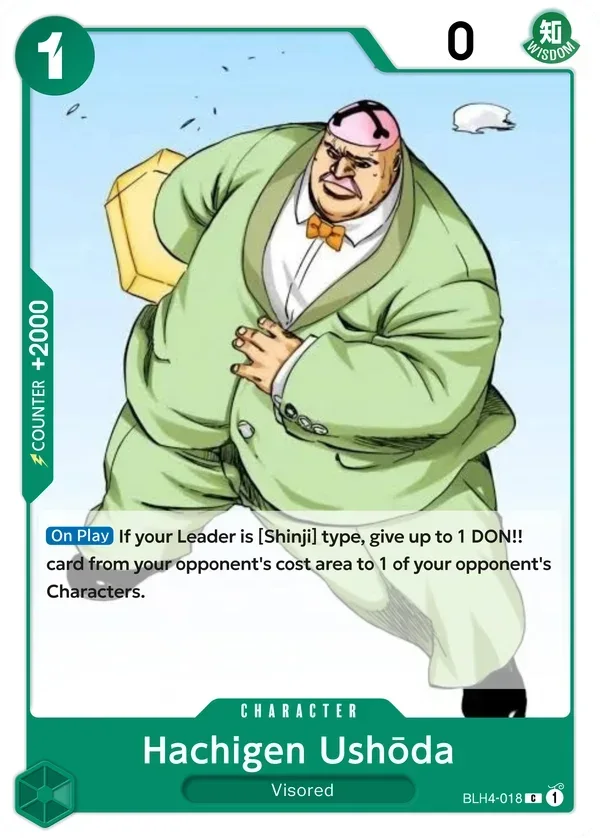 1
0
知
WISDOM
COUNTER +2000
On Play If your Leader is [Shinji] type, give up to 1 DON!!
card from your opponent's cost area to 1 of your opponent's
Characters.
CHARACTER
Hachigen Ushōda
Visored
BLH4-018 C 1